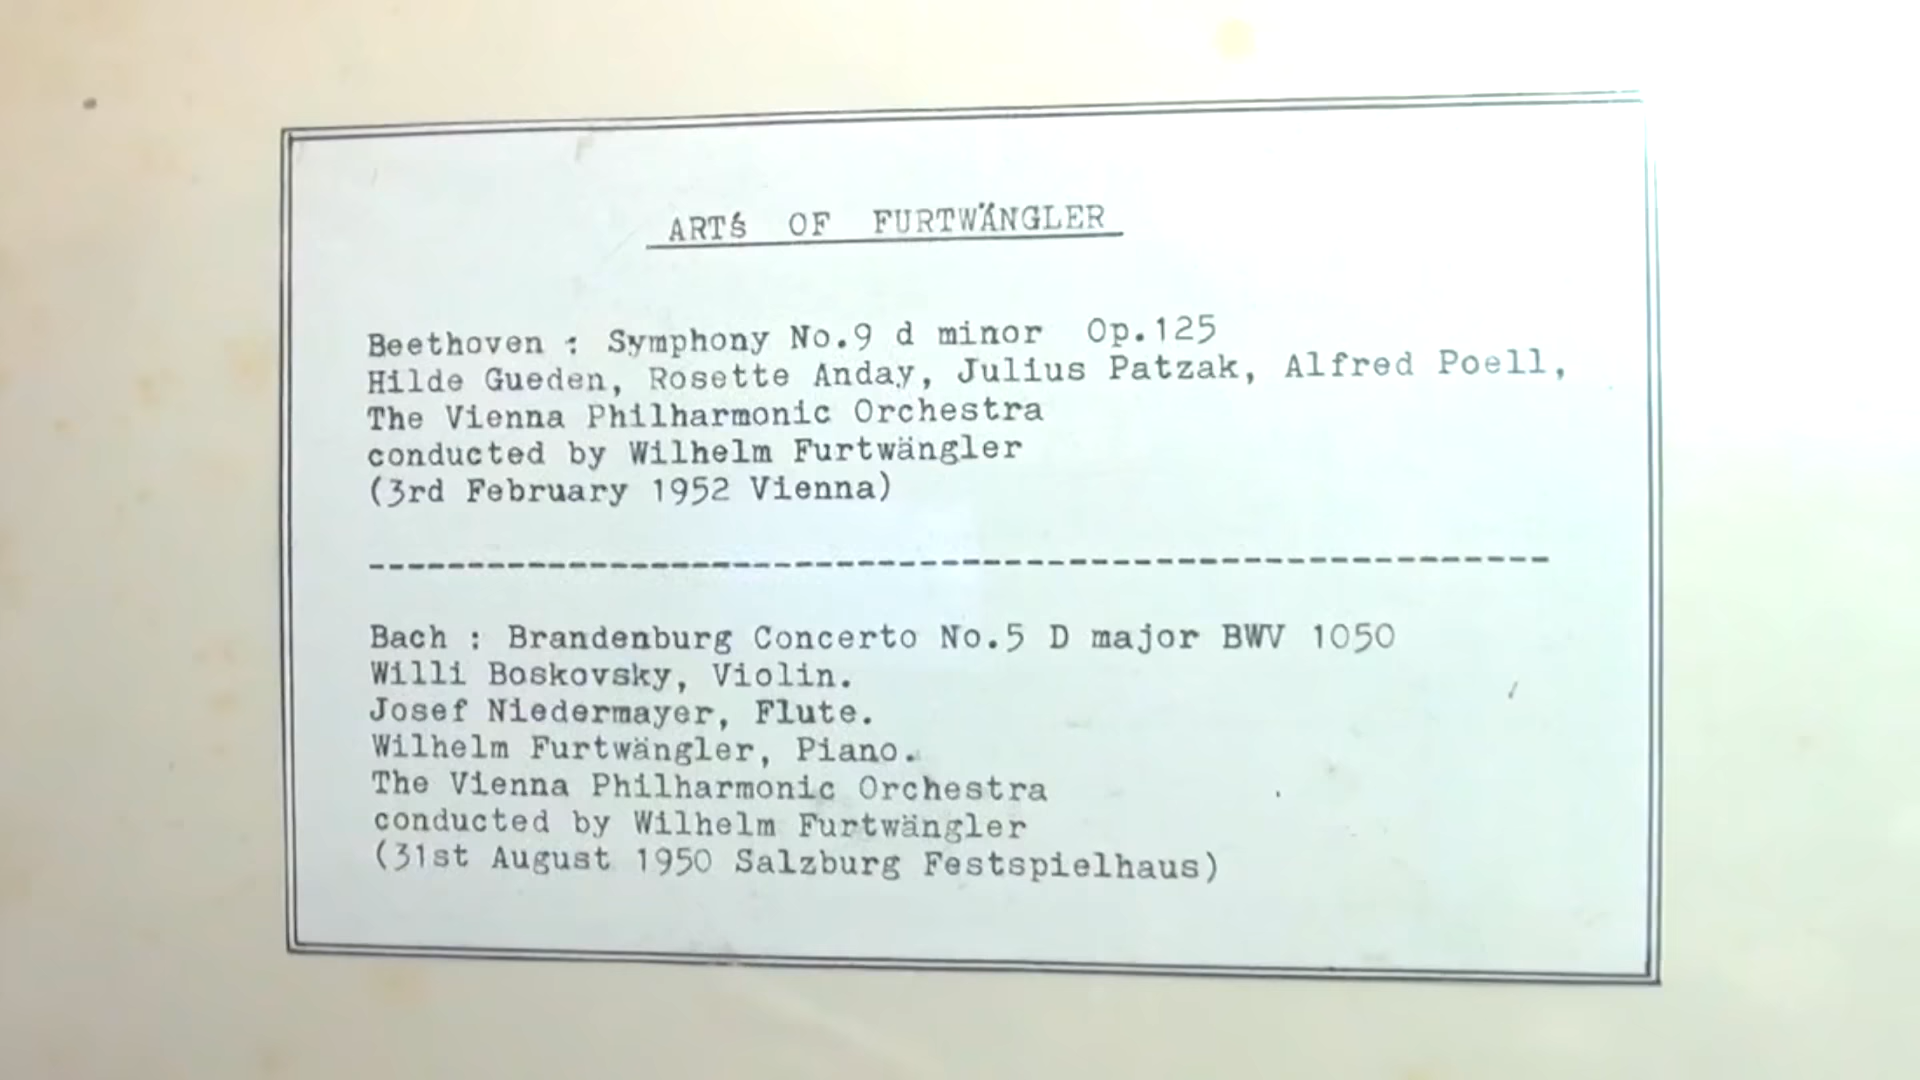 ARTS OF FURTWÄNGLER
Beethoven : Symphony No.9 d minor Op.125
Hilde Gueden, Rosette Anday, Julius Patzak, Alfred Poell,
The Vienna Philharmonic Orchestra
conducted by Wilhelm Furtwängler
(3rd February 1952 Vienna)
------------------------------------------------------------
Bach : Brandenburg Concerto No.5 D major BWV 1050
Willi Boskovsky, Violin.
Josef Niedermayer, Flute.
Wilhelm Furtwängler, Piano.
The Vienna Philharmonic Orchestra
conducted by Wilhelm Furtwängler
(31st August 1950 Salzburg Festspielhaus)